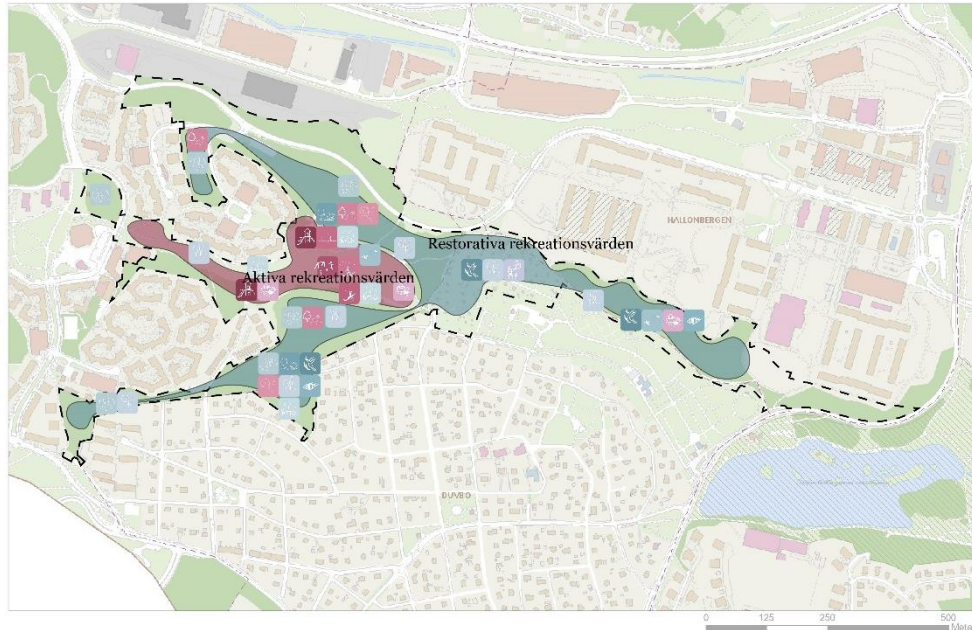 HALLONBERGEN
Restorativa rekreationsvärden
Aktiva rekreationsvärden
DUVBO
0 125 250 500
Mete